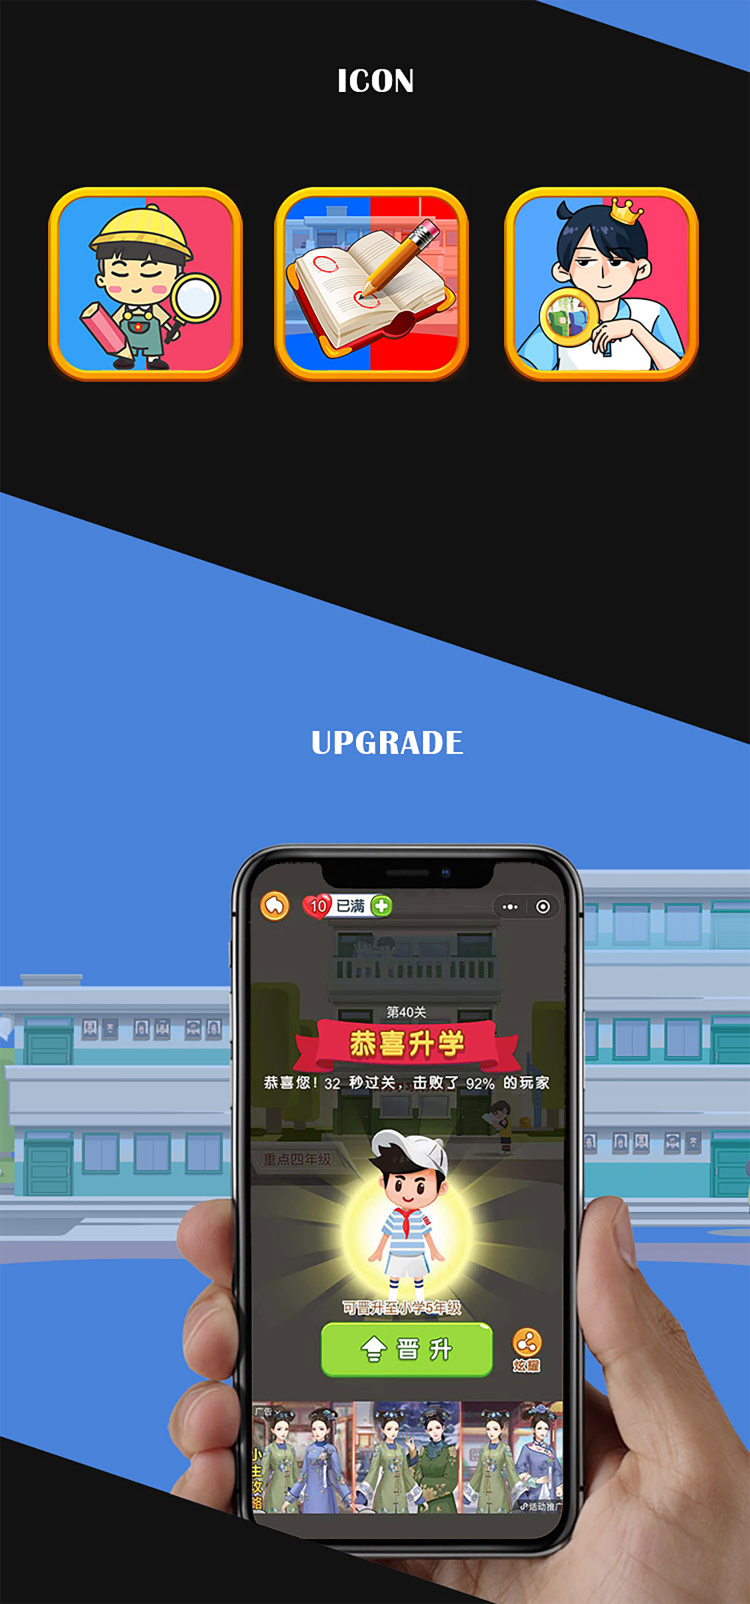 ICON
UPGRADE
10 已满
第40关
恭喜升学
恭喜您！32 秒过关，击败了 92% 的玩家
重点四年级
可晋升至小学5年级
晋升
炫耀
广告
小主攻略
活动推广